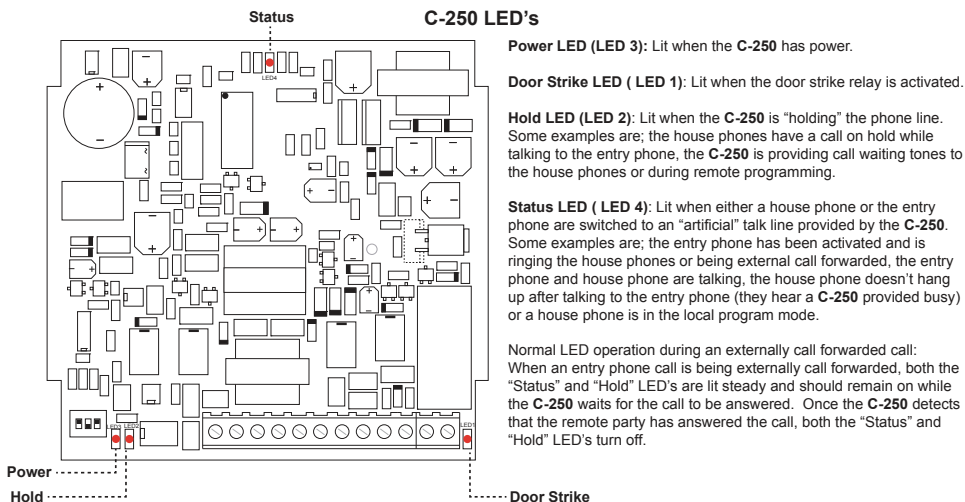 Status
C-250 LED's
LED4
Power LED (LED 3): Lit when the C-250 has power.
Door Strike LED ( LED 1): Lit when the door strike relay is activated.
Hold LED (LED 2): Lit when the C-250 is “holding” the phone line.
Some examples are; the house phones have a call on hold while
talking to the entry phone, the C-250 is providing call waiting tones to
the house phones or during remote programming.
Status LED ( LED 4): Lit when either a house phone or the entry
phone are switched to an “artificial” talk line provided by the C-250.
Some examples are; the entry phone has been activated and is
ringing the house phones or being external call forwarded, the entry
phone and house phone are talking, the house phone doesn’t hang
up after talking to the entry phone (they hear a C-250 provided busy)
or a house phone is in the local program mode.
Normal LED operation during an externally call forwarded call:
When an entry phone call is being externally call forwarded, both the
“Status” and “Hold” LED’s are lit steady and should remain on while
the C-250 waits for the call to be answered.  Once the C-250 detects
that the remote party has answered the call, both the “Status” and
“Hold” LED’s turn off.
LED3 LED2 LED1
Power
Hold
Door Strike